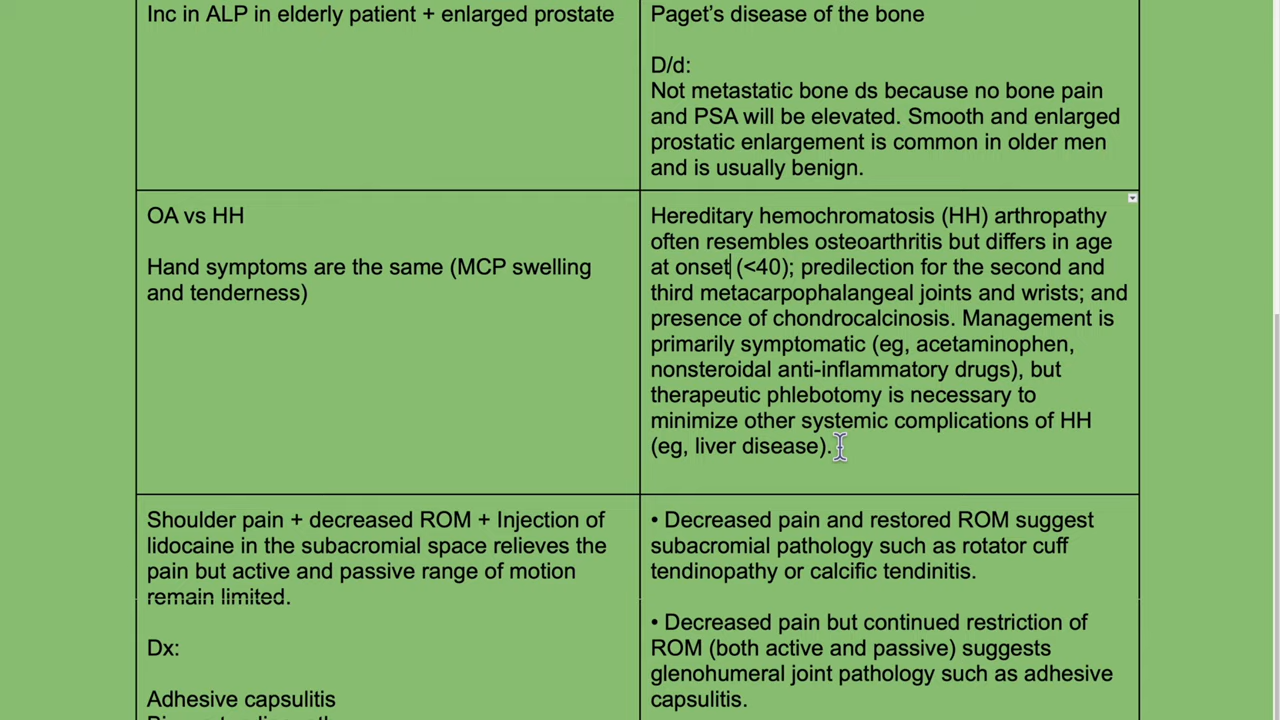 Inc in ALP in elderly patient + enlarged prostate
Paget's disease of the bone
D/d:
Not metastatic bone ds because no bone pain
and PSA will be elevated. Smooth and enlarged
prostatic enlargement is common in older men
and is usually benign.
OA vs HH
Hand symptoms are the same (MCP swelling
and tenderness)
Hereditary hemochromatosis (HH) arthropathy
often resembles osteoarthritis but differs in age
at onset (<40); predilection for the second and
third metacarpophalangeal joints and wrists; and
presence of chondrocalcinosis. Management is
primarily symptomatic (eg, acetaminophen,
nonsteroidal anti-inflammatory drugs), but
therapeutic phlebotomy is necessary to
minimize other systemic complications of HH
(eg, liver disease).
Shoulder pain + decreased ROM + Injection of
lidocaine in the subacromial space relieves the
pain but active and passive range of motion
remain limited.
Dx:
Adhesive capsulitis
• Decreased pain and restored ROM suggest
subacromial pathology such as rotator cuff
tendinopathy or calcific tendinitis.
• Decreased pain but continued restriction of
ROM (both active and passive) suggests
glenohumeral joint pathology such as adhesive
capsulitis.